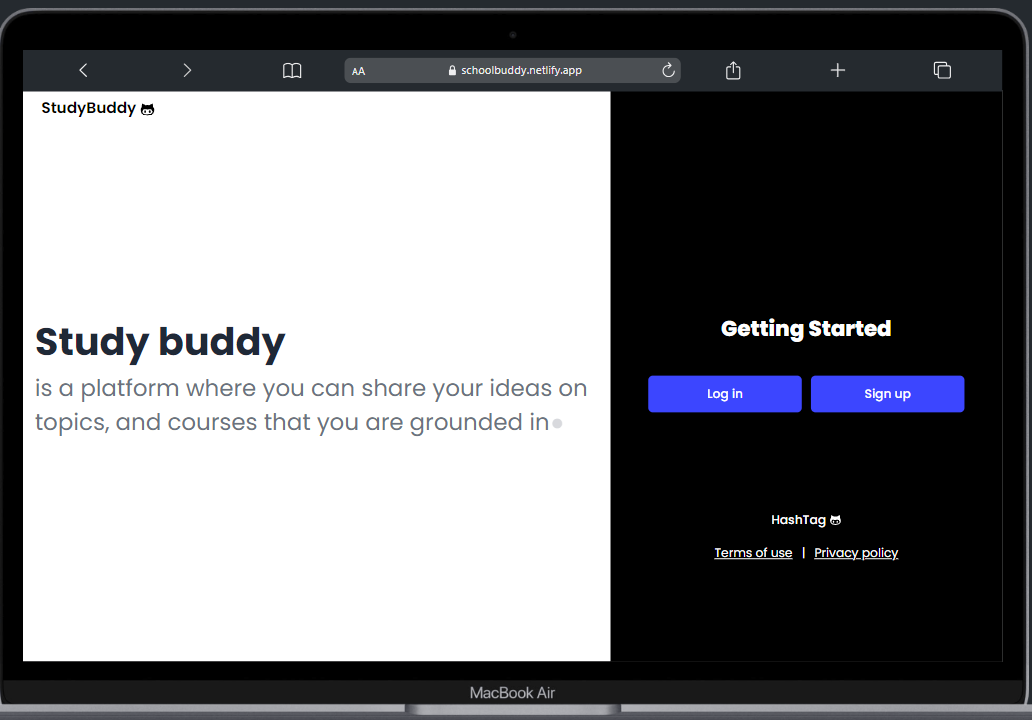 AA schoolbuddy.netlify.app
StudyBuddy
Study buddy
is a platform where you can share your ideas on
topics, and courses that you are grounded in
Getting Started
Log in Sign up
HashTag
Terms of use | Privacy policy
MacBook Air